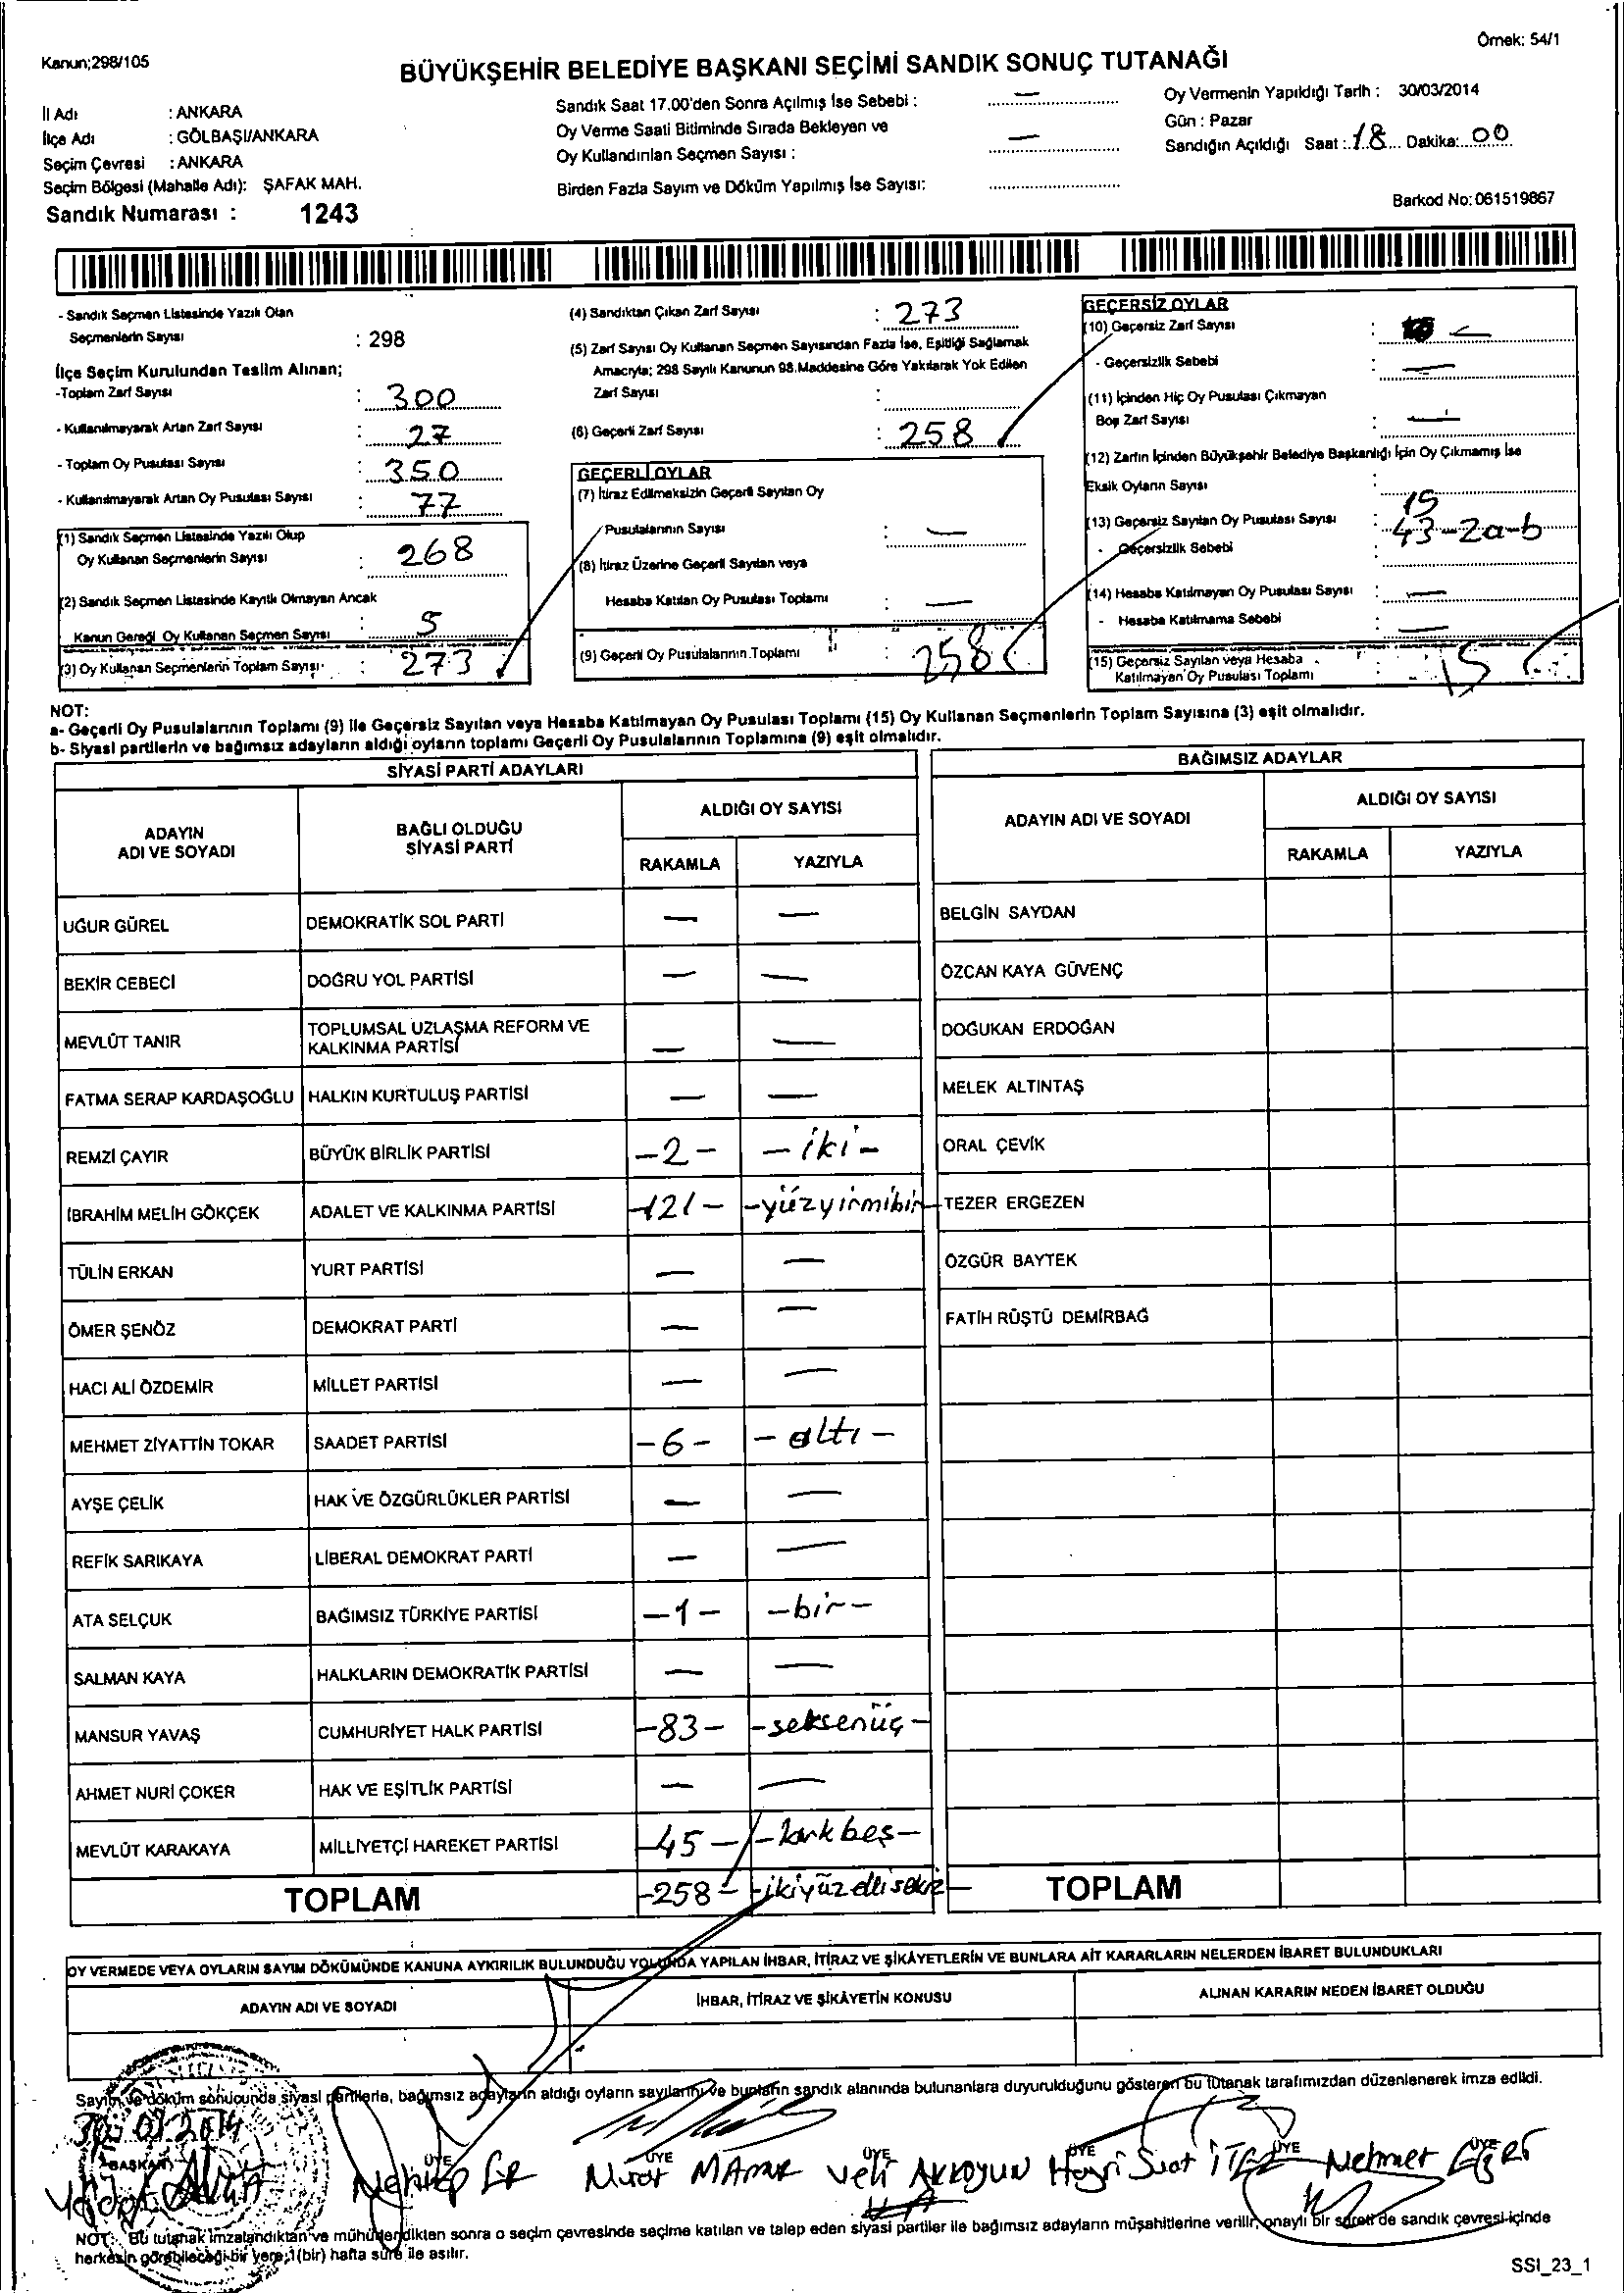 Örnek: 54/1
Kanun;298/105
BÜYÜKŞEHİR BELEDİYE BAŞKANI SEÇİMİ SANDIK SONUÇ TUTANAĞI
İl Adı : ANKARA
İlçe Adı : GÖLBAŞI/ANKARA
Seçim Çevresi : ANKARA
Seçim Bölgesi (Mahalle Adı): ŞAFAK MAH.
Sandık Numarası : 1243
Sandık Saat 17.00'den Sonra Açılmış İse Sebebi : —
Oy Verme Saati Bitiminde Sırada Bekleyen ve
Oy Kullandırılan Seçmen Sayısı : —
Birden Fazla Sayım ve Döküm Yapılmış İse Sayısı:
Oy Vermenin Yapıldığı Tarih : 30/03/2014
Gün : Pazar
Sandığın Açıldığı Saat : 18 Dakika: 00
Barkod No: 061519867
- Sandık Seçmen Listesinde Yazılı Olan
Seçmenlerin Sayısı : 298
İlçe Seçim Kurulundan Teslim Alınan;
-Toplam Zarf Sayısı : 300
- Kullanılmayarak Artan Zarf Sayısı : 27
- Toplam Oy Pusulası Sayısı : 350
- Kullanılmayarak Artan Oy Pusulası Sayısı : 77
(1) Sandık Seçmen Listesinde Yazılı Olup
Oy Kullanan Seçmenlerin Sayısı : 268
(2) Sandık Seçmen Listesinde Kayıtlı Olmayan Ancak
Kanun Gereği Oy Kullanan Seçmen Sayısı : 5
(3) Oy Kullanan Seçmenlerin Toplam Sayısı : 273
(4) Sandıktan Çıkan Zarf Sayısı : 273
(5) Zarf Sayısı Oy Kullanan Seçmen Sayısından Fazla İse, Eşitliği Sağlamak
Amacıyla; 298 Sayılı Kanunun 98.Maddesine Göre Yakılarak Yok Edilen
Zarf Sayısı :
(6) Geçerli Zarf Sayısı : 258
GEÇERLİ OYLAR
(7) İtiraz Edilmeksizin Geçerli Sayılan Oy
Pusulalarının Sayısı : —
(8) İtiraz Üzerine Geçerli Sayılan veya
Hesaba Katılan Oy Pusulası Toplamı : —
(9) Geçerli Oy Pusulalarının Toplamı : 258
GEÇERSİZ OYLAR
(10) Geçersiz Zarf Sayısı : —
- Geçersizlik Sebebi : —
(11) İçinden Hiç Oy Pusulası Çıkmayan
Boş Zarf Sayısı : —
(12) Zarfın İçinden Büyükşehir Belediye Başkanlığı İçin Oy Çıkmamış İse
Eksik Oyların Sayısı :
(13) Geçersiz Sayılan Oy Pusulası Sayısı : 15
- Geçersizlik Sebebi : 43-2a-b
(14) Hesaba Katılmayan Oy Pusulası Sayısı : —
- Hesaba Katılmama Sebebi : —
(15) Geçersiz Sayılan veya Hesaba
Katılmayan Oy Pusulası Toplamı : 15
NOT:
a- Geçerli Oy Pusulalarının Toplamı (9) ile Geçersiz Sayılan veya Hesaba Katılmayan Oy Pusulası Toplamı (15) Oy Kullanan Seçmenlerin Toplam Sayısına (3) eşit olmalıdır.
b- Siyasi partilerin ve bağımsız adayların aldığı oyların toplamı Geçerli Oy Pusulalarının Toplamına (9) eşit olmalıdır.
SİYASİ PARTİ ADAYLARI
ADAYIN ADI VE SOYADI
BAĞLI OLDUĞU SİYASİ PARTİ
ALDIĞI OY SAYISI
RAKAMLA YAZIYLA
UĞUR GÜREL DEMOKRATİK SOL PARTİ — —
BEKİR CEBECİ DOĞRU YOL PARTİSİ — —
MEVLÜT TANIR TOPLUMSAL UZLAŞMA REFORM VE KALKINMA PARTİSİ — —
FATMA SERAP KARDAŞOĞLU HALKIN KURTULUŞ PARTİSİ — —
REMZİ ÇAYIR BÜYÜK BİRLİK PARTİSİ -2- -iki-
İBRAHİM MELİH GÖKÇEK ADALET VE KALKINMA PARTİSİ -121- -yüzyirmibir-
TÜLİN ERKAN YURT PARTİSİ — —
ÖMER ŞENÖZ DEMOKRAT PARTİ — —
HACI ALİ ÖZDEMİR MİLLET PARTİSİ — —
MEHMET ZİYATTİN TOKAR SAADET PARTİSİ -6- -altı-
AYŞE ÇELİK HAK VE ÖZGÜRLÜKLER PARTİSİ — —
REFİK SARIKAYA LİBERAL DEMOKRAT PARTİ — —
ATA SELÇUK BAĞIMSIZ TÜRKİYE PARTİSİ -1- -bir-
SALMAN KAYA HALKLARIN DEMOKRATİK PARTİSİ — —
MANSUR YAVAŞ CUMHURİYET HALK PARTİSİ -83- -seksenüç-
AHMET NURİ ÇOKER HAK VE EŞİTLİK PARTİSİ — —
MEVLÜT KARAKAYA MİLLİYETÇİ HAREKET PARTİSİ -45- -kırkbeş-
TOPLAM -258- -ikiyüzellisekiz-
BAĞIMSIZ ADAYLAR
ADAYIN ADI VE SOYADI
ALDIĞI OY SAYISI
RAKAMLA YAZIYLA
BELGİN SAYDAN
ÖZCAN KAYA GÜVENÇ
DOĞUKAN ERDOĞAN
MELEK ALTINTAŞ
ORAL ÇEVİK
TEZER ERGEZEN
ÖZGÜR BAYTEK
FATİH RÜŞTÜ DEMİRBAĞ
TOPLAM
OY VERMEDE VEYA OYLARIN SAYIM DÖKÜMÜNDE KANUNA AYKIRILIK BULUNDUĞU YOLUNDA YAPILAN İHBAR, İTİRAZ VE ŞİKÂYETLERİN VE BUNLARA AİT KARARLARIN NELERDEN İBARET BULUNDUKLARI
ADAYIN ADI VE SOYADI
İHBAR, İTİRAZ VE ŞİKÂYETİN KONUSU
ALINAN KARARIN NEDEN İBARET OLDUĞU
Sayım ve döküm sonucunda siyasi partilerle, bağımsız adayların aldığı oyların sayılarını ve bunların sandık alanında bulunanlara duyurulduğunu gösteren bu tutanak tarafımızdan düzenlenerek imza edildi.
30.03.2014
BAŞKAN ÜYE ÜYE ÜYE ÜYE ÜYE
Veli AKKOYUN Hayri Suat Mehmet
NOT: Bu tutanak imzalandıktan ve mühürlendikten sonra o seçim çevresinde seçime katılan ve talep eden siyasi partiler ile bağımsız adayların müşahitlerine verilir, onaylı bir sureti de sandık çevresi içinde
herkesin görebileceği bir yere 1(bir) hafta süre ile asılır.
SSI_23_1